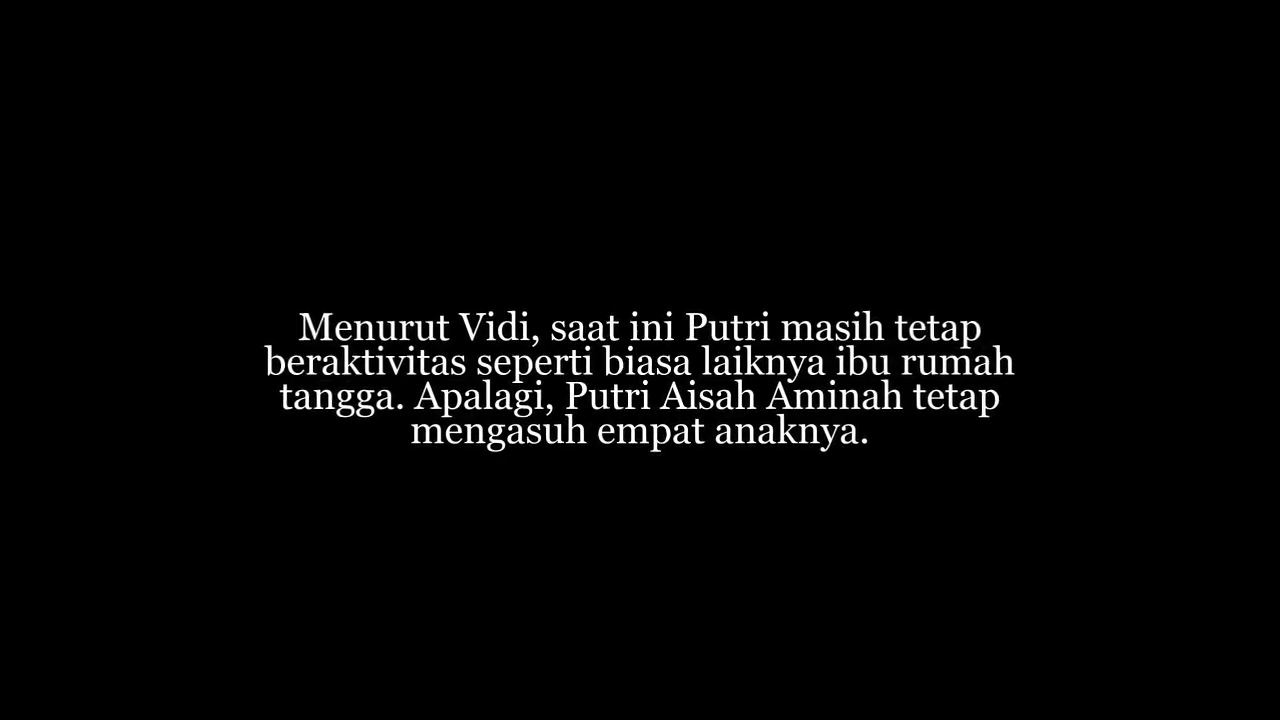 Menurut Vidi, saat ini Putri masih tetap
beraktivitas seperti biasa laiknya ibu rumah
tangga. Apalagi, Putri Aisah Aminah tetap
mengasuh empat anaknya.